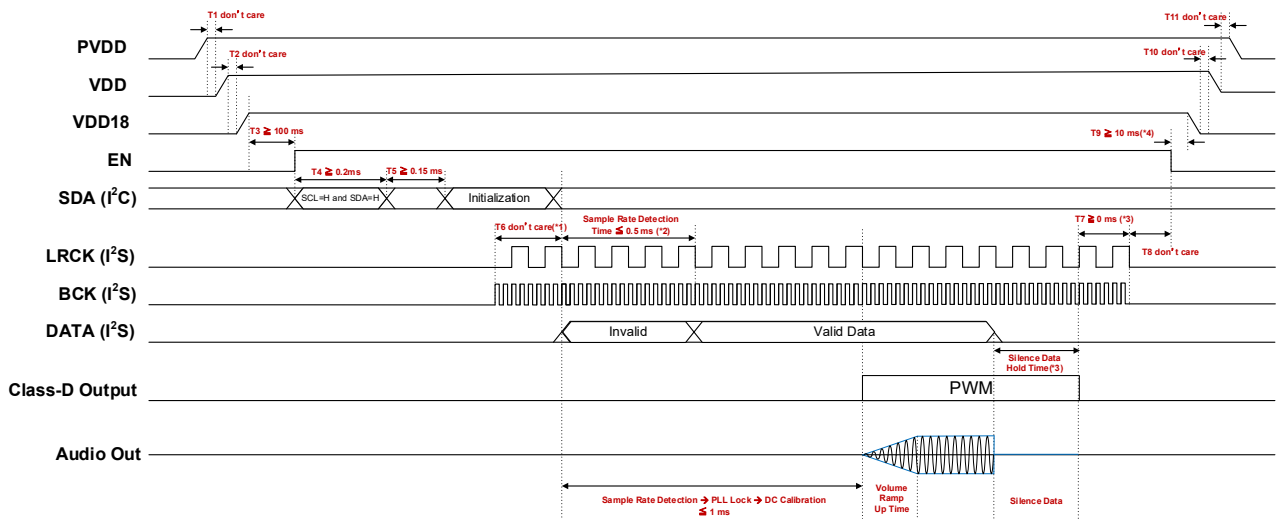 T1 don't care
T11 don't care
PVDD
T2 don't care
T10 don't care
VDD
VDD18
T3 ≧ 100 ms
T9 ≧ 10 ms(*4)
EN
T4 ≧ 0.2ms
T5 ≧ 0.15 ms
SDA (I²C)
SCL=H and SDA=H
Initialization
T6 don't care(*1)
Sample Rate Detection
Time ≦ 0.5 ms (*2)
T7 ≧ 0 ms (*3)
LRCK (I²S)
T8 don't care
BCK (I²S)
DATA (I²S)
Invalid
Valid Data
Silence Data
Hold Time(*3)
Class-D Output
PWM
Audio Out
Sample Rate Detection → PLL Lock → DC Calibration
≦ 1 ms
Volume
Ramp
Up Time
Silence Data